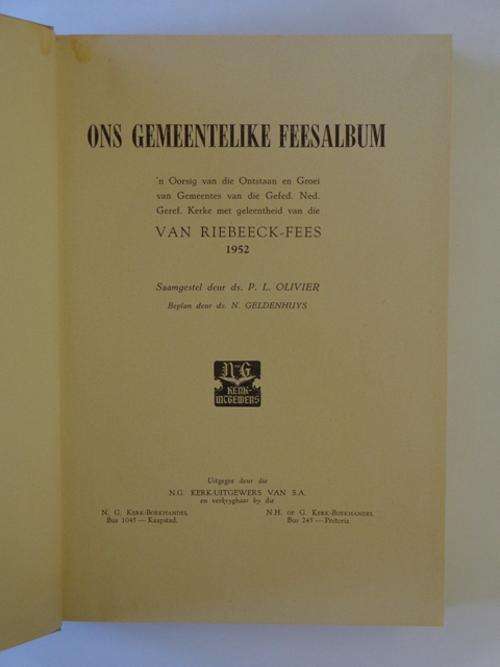 ONS GEMEENTELIKE FEESALBUM
'n Oorsig van die Ontstaan en Groei
van Gemeentes van die Gefed. Ned.
Geref. Kerke met geleentheid van die
VAN RIEBEECK-FEES
1952
Saamgestel deur ds. P. L. OLIVIER
Beplan deur ds. N. GELDENHUYS
N G
KERK-
UITGEWERS
Uitgegee deur die
N.G. KERK-UITGEWERS VAN S.A.
en verkrygbaar by die
N. G. KERK-BOEKHANDEL
Bus 1045 — Kaapstad.
N.H. OF G. KERK-BOEKHANDEL
Bus 245 — Pretoria